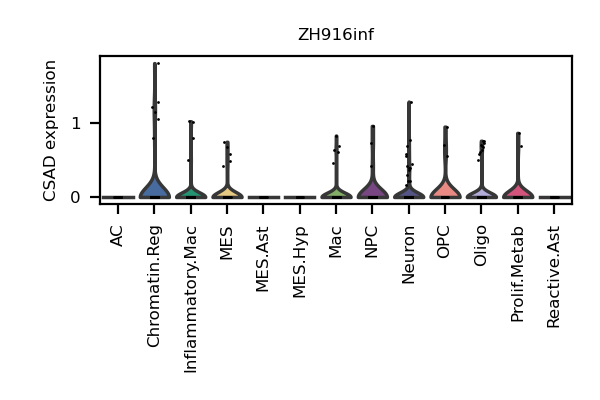 ZH916inf
CSAD expression
1
0
AC
Chromatin.Reg
Inflammatory.Mac
MES
MES.Ast
MES.Hyp
Mac
NPC
Neuron
OPC
Oligo
Prolif.Metab
Reactive.Ast